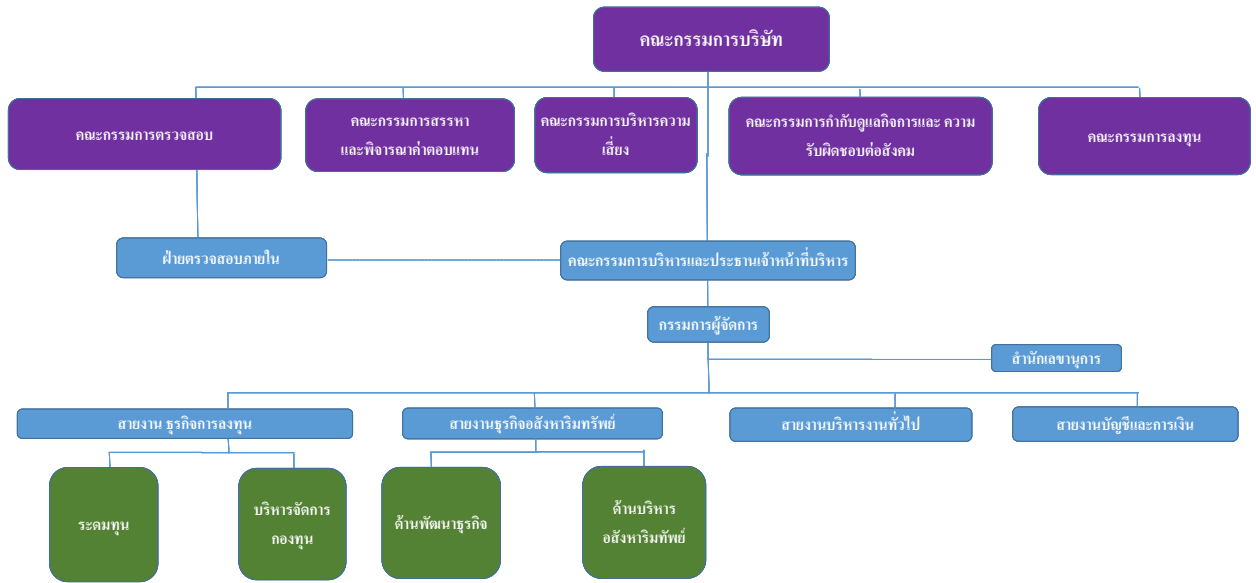 คณะกรรมการบริษัท
คณะกรรมการตรวจสอบ
คณะกรรมการสรรหา
และพิจารณาค่าตอบแทน
คณะกรรมการบริหารความ
เสี่ยง
คณะกรรมการกำกับดูแลกิจการและ ความ
รับผิดชอบต่อสังคม
คณะกรรมการลงทุน
ฝ่ายตรวจสอบภายใน
คณะกรรมการบริหารและประธานเจ้าหน้าที่บริหาร
กรรมการผู้จัดการ
สำนักเลขานุการ
สายงาน ธุรกิจการลงทุน
สายงานธุรกิจอสังหาริมทรัพย์
สายงานบริหารงานทั่วไป
สายงานบัญชีและการเงิน
ระดมทุน
บริหารจัดการ
กองทุน
ด้านพัฒนาธุรกิจ
ด้านบริหาร
อสังหาริมทัพย์